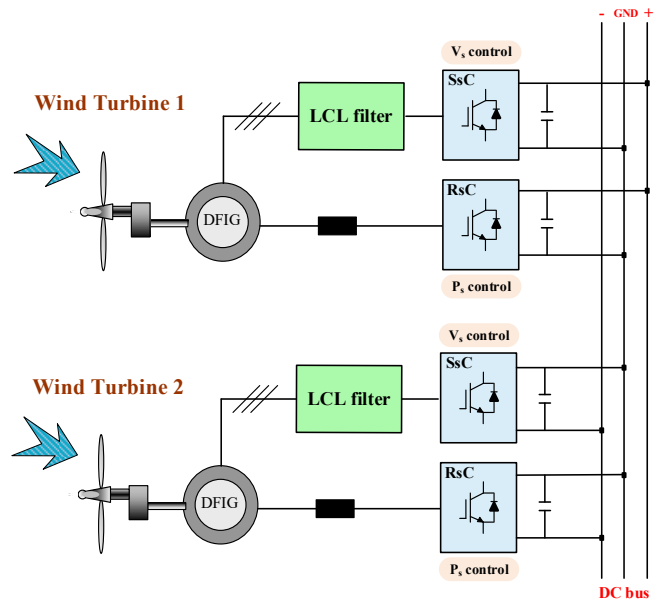 - GND +
Vs control
SsC
Wind Turbine 1
LCL filter
RsC
DFIG
Ps control
Vs control
SsC
Wind Turbine 2
LCL filter
RsC
DFIG
Ps control
DC bus